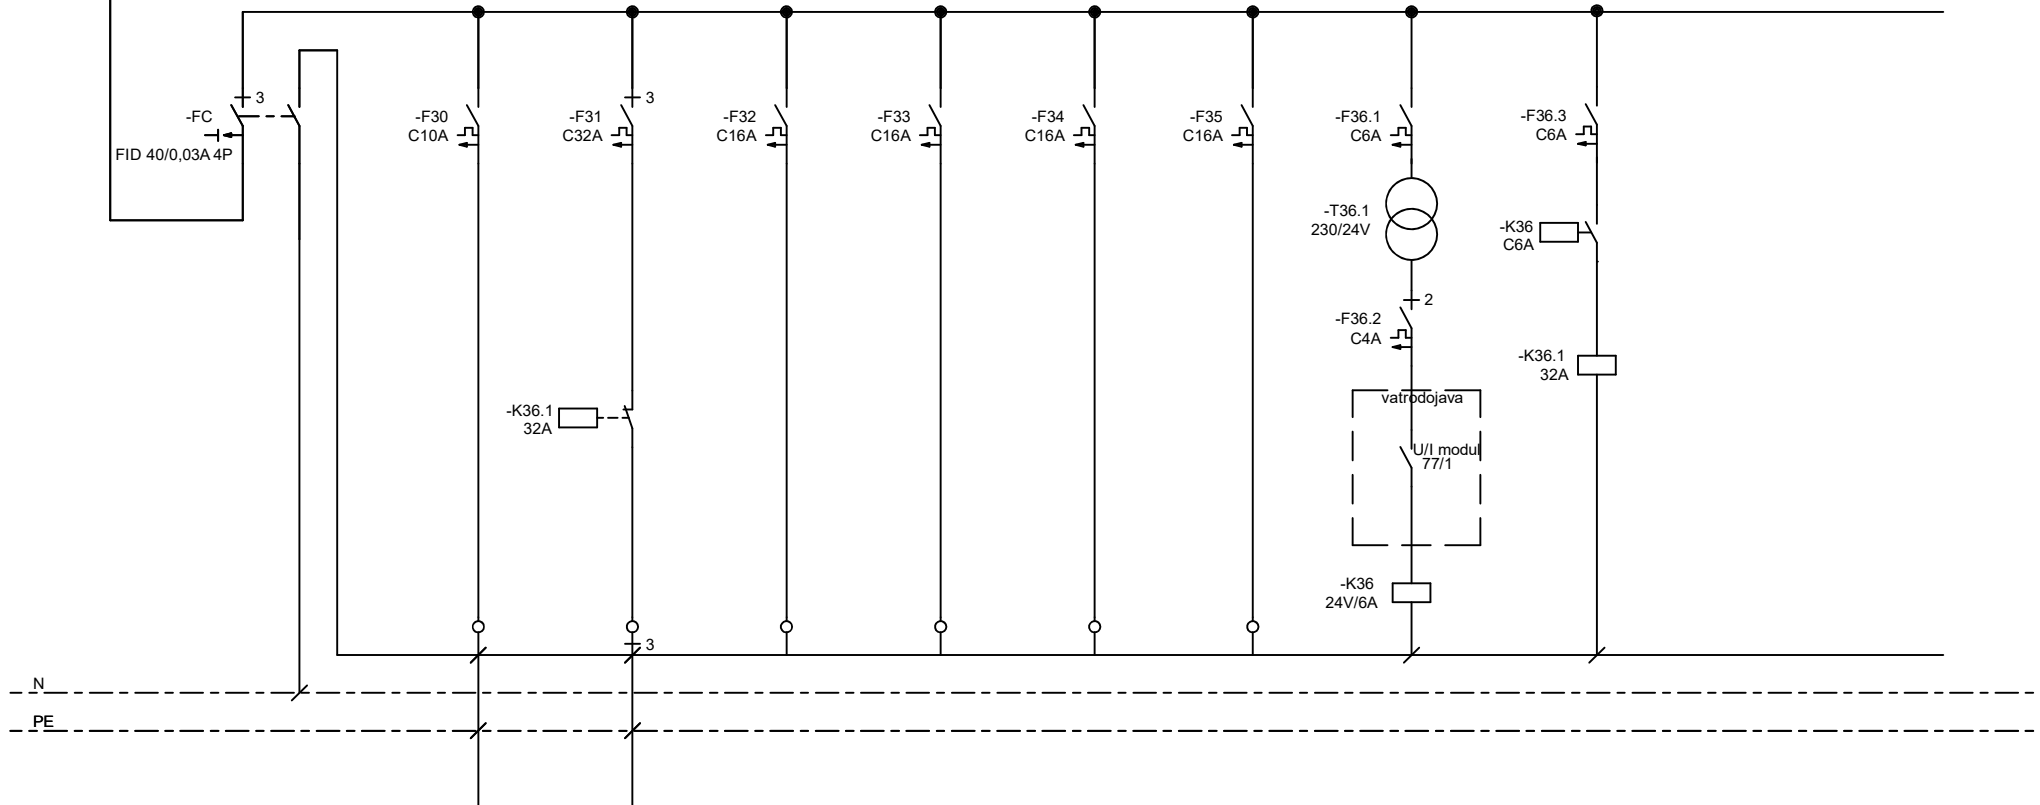 3
-FC
FID 40/0,03A 4P
-F30
C10A
3
-F31
C32A
-F32
C16A
-F33
C16A
-F34
C16A
-F35
C16A
-F36.1
C6A
-F36.3
C6A
-T36.1
230/24V
-K36
C6A
2
-F36.2
C4A
-K36.1
32A
-K36.1
32A
vatrodojava
U/I modul
77/1
-K36
24V/6A
3
N
PE